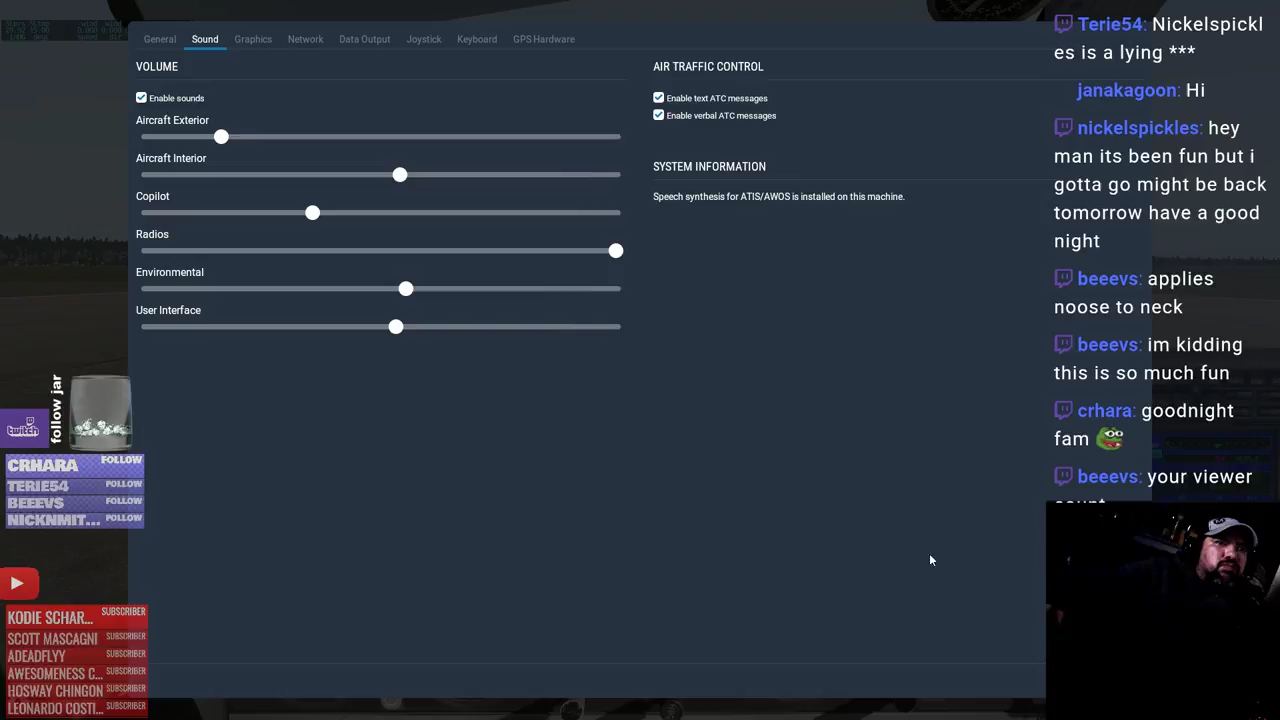 General Sound Graphics Network Data Output Joystick Keyboard GPS Hardware
VOLUME
Enable sounds
Aircraft Exterior
Aircraft Interior
Copilot
Radios
Environmental
User Interface
AIR TRAFFIC CONTROL
Enable text ATC messages
Enable verbal ATC messages
SYSTEM INFORMATION
Speech synthesis for ATIS/AWOS is installed on this machine.
Terie54: Nickelspickl
es is a lying ***
janakagoon: Hi
nickelspickles: hey
man its been fun but i
gotta go might be back
tomorrow have a good
night
beeevs: applies
noose to neck
beeevs: im kidding
this is so much fun
crhara: goodnight
fam
beeevs: your viewer
count
follow jar
twitch
CRHARA FOLLOW
TERIE54 FOLLOW
BEEEVS FOLLOW
NICKNMIT... FOLLOW
KODIE SCHAR... SUBSCRIBER
SCOTT MASCAGNI SUBSCRIBER
ADEADFLYY SUBSCRIBER
AWESOMENESS C... SUBSCRIBER
HOSWAY CHINGON SUBSCRIBER
LEONARDO COSTI... SUBSCRIBER